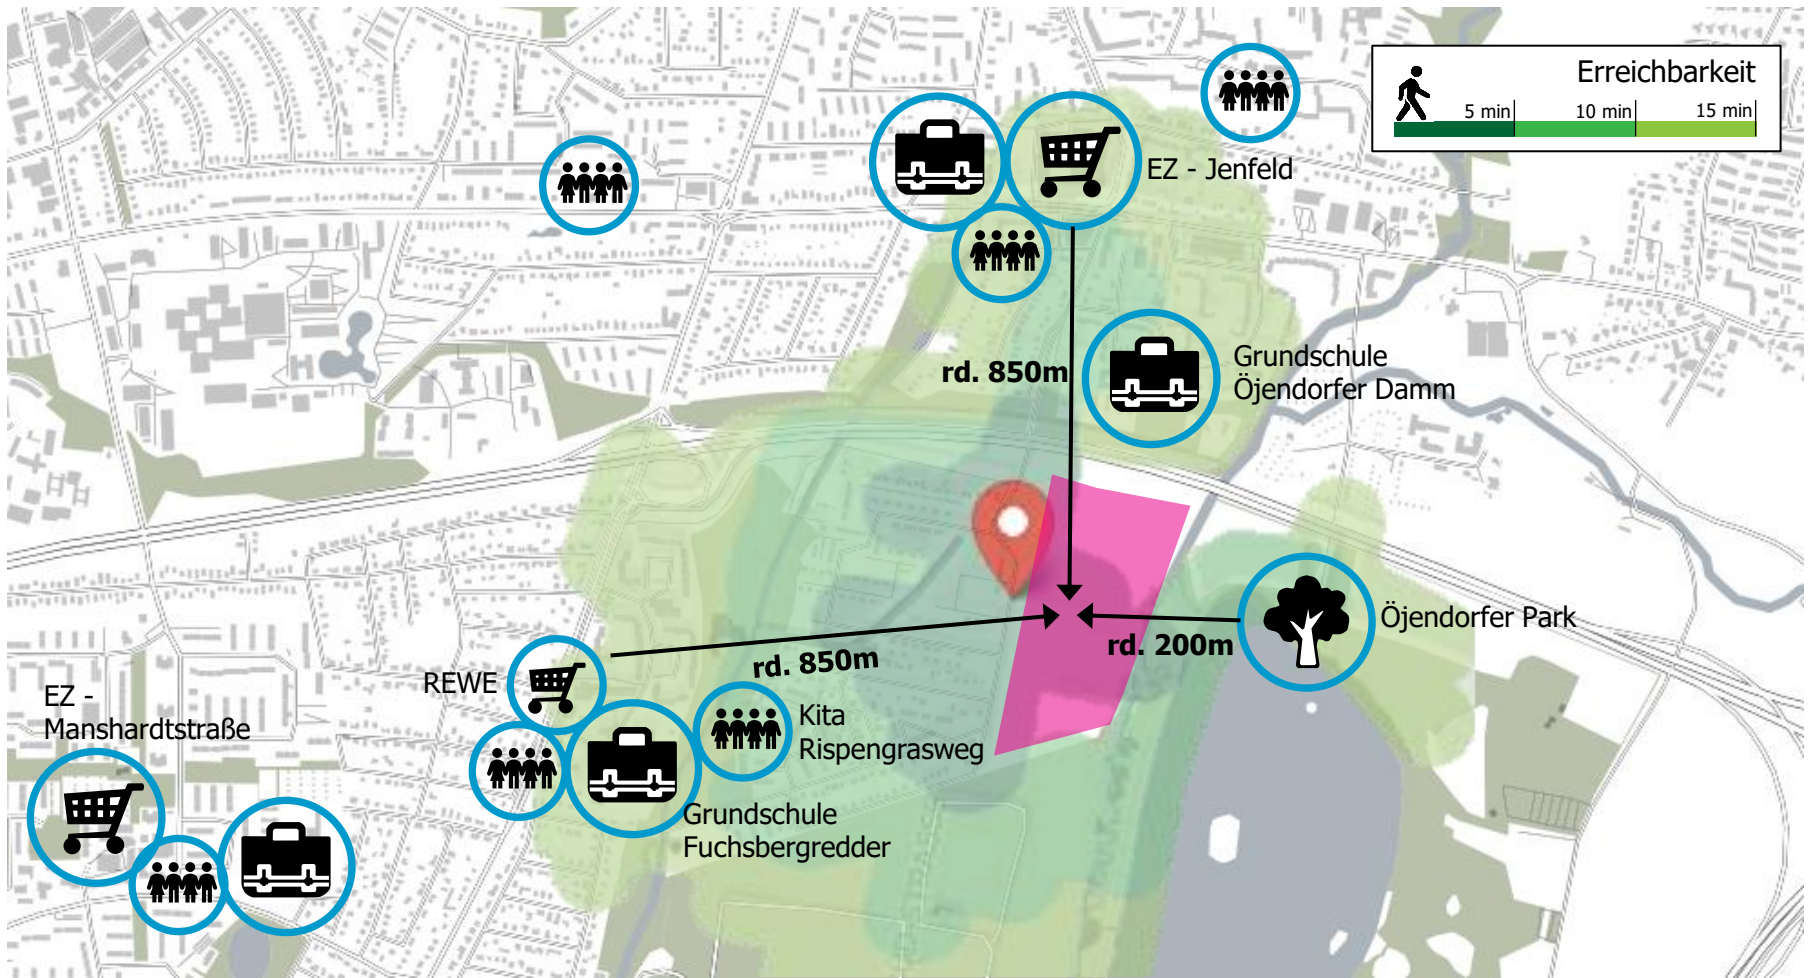 Erreichbarkeit
5 min
10 min
15 min
EZ - Jenfeld
rd. 850m
Grundschule
Öjendorfer Damm
Öjendorfer Park
rd. 200m
rd. 850m
REWE
EZ -
Manshardtstraße
Kita
Rispengrasweg
Grundschule
Fuchsbergredder